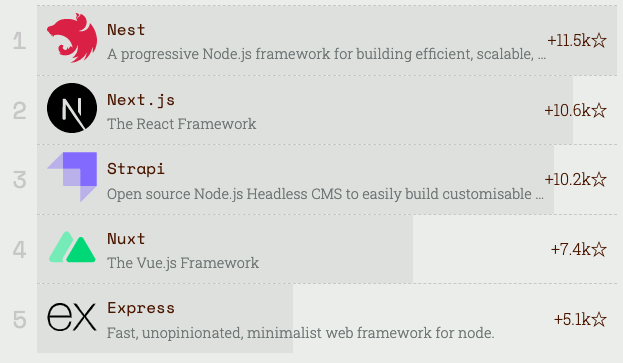 1
Nest
A progressive Node.js framework for building efficient, scalable, ...
+11.5k☆
2
N
Next.js
The React Framework
+10.6k☆
3
Strapi
Open source Node.js Headless CMS to easily build customisable ...
+10.2k☆
4
Nuxt
The Vue.js Framework
+7.4k☆
5
ex
Express
Fast, unopinionated, minimalist web framework for node.
+5.1k☆